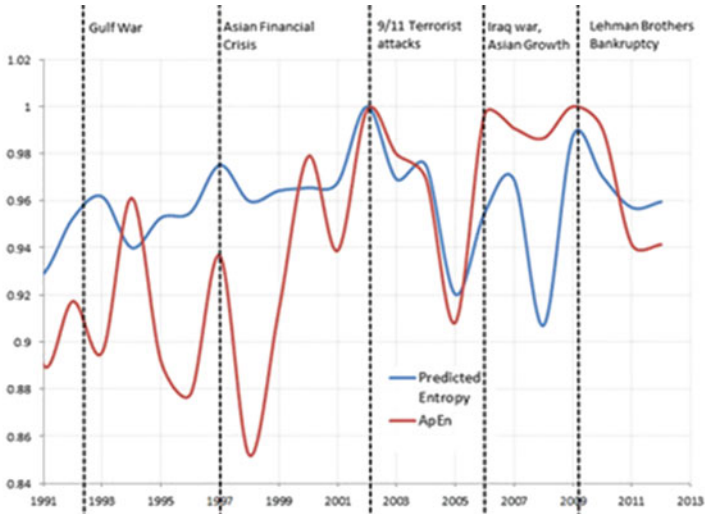 Gulf War
Asian Financial
Crisis
9/11 Terrorist
attacks
Iraq war,
Asian Growth
Lehman Brothers
Bankruptcy
1.02
1
0.98
0.96
0.94
0.92
0.9
0.88
0.86
0.84
Predicted
Entropy
ApEn
1991 1993 1995 1997 1999 2001 2003 2005 2007 2009 2011 2013